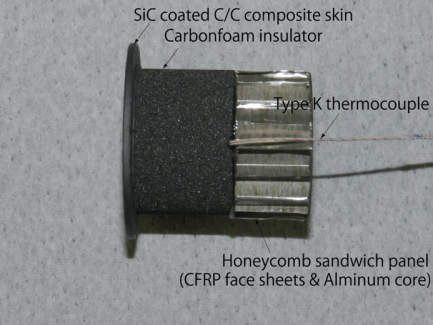 SiC coated C/C composite skin
Carbonfoam insulator
Type K thermocouple
Honeycomb sandwich panel
(CFRP face sheets & Alminum core)